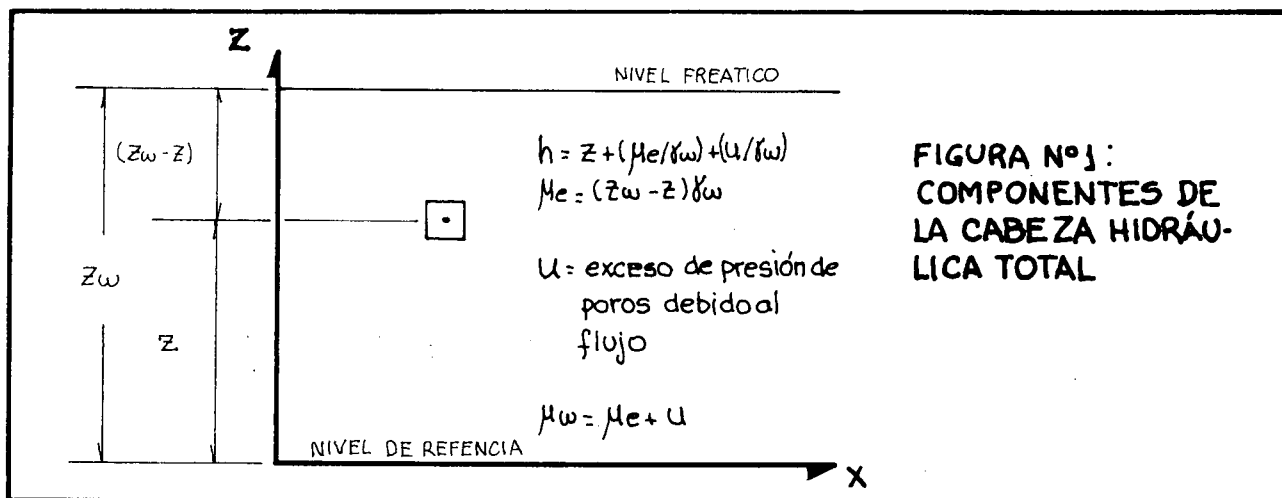 Z
NIVEL FREATICO
(Zω-Z)
h = Z + (μe/γω) + (u/γω)
μe = (Zω - Z)γω
Zω
Z
U = exceso de presión de
poros debido al
flujo
μω = μe + U
NIVEL DE REFENCIA
X
FIGURA Nº1:
COMPONENTES DE
LA CABEZA HIDRÁU-
LICA TOTAL